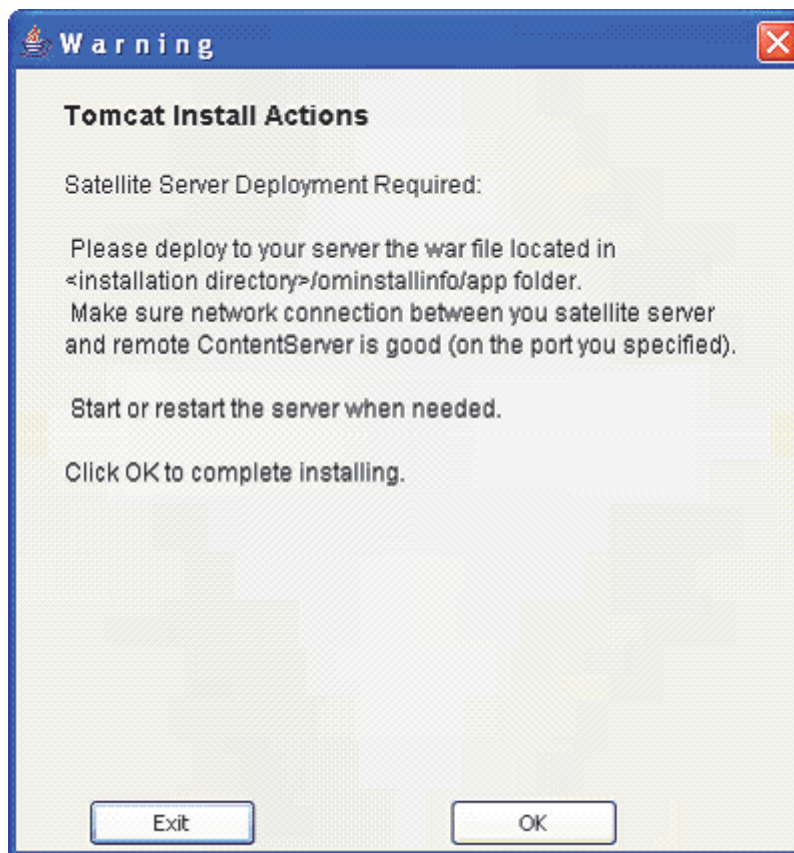 Warning
Tomcat Install Actions
Satellite Server Deployment Required:
Please deploy to your server the war file located in
<installation directory>/ominstallinfo/app folder.
Make sure network connection between you satellite server
and remote ContentServer is good (on the port you specified).
Start or restart the server when needed.
Click OK to complete installing.
Exit OK